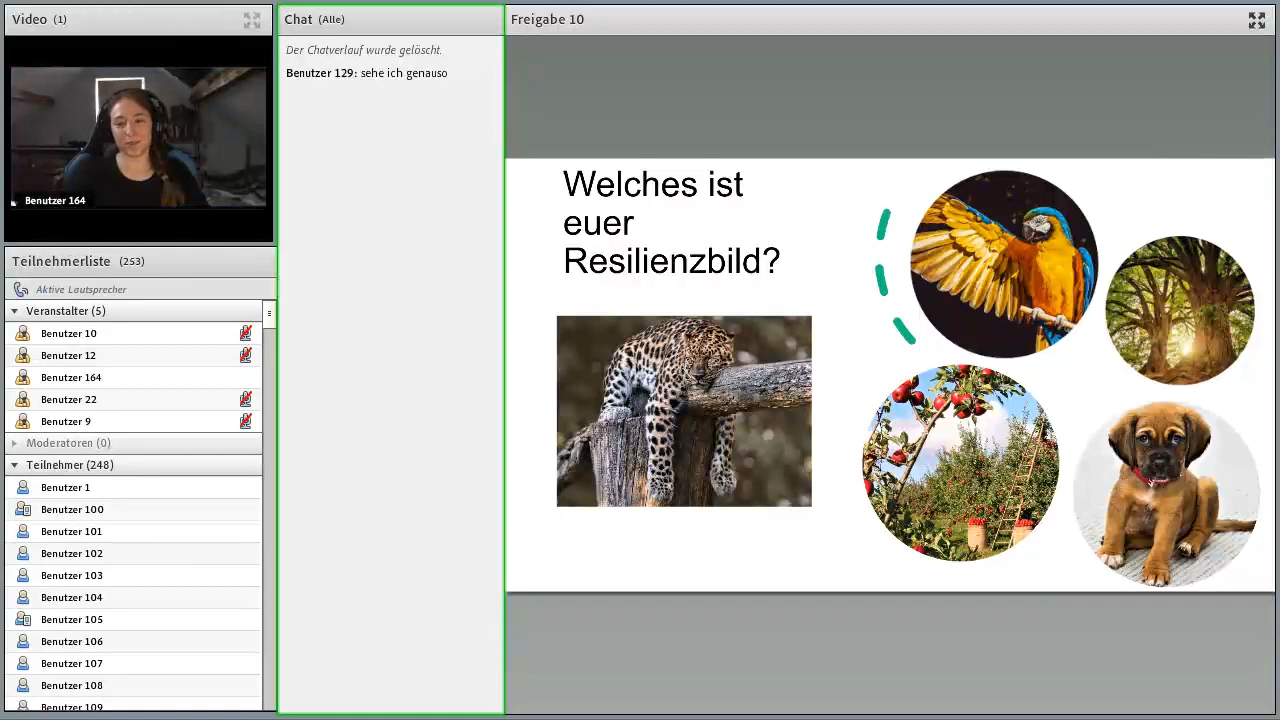 Video (1)
Benutzer 164
Teilnehmerliste (253)
Aktive Lautsprecher
Veranstalter (5)
Benutzer 10
Benutzer 12
Benutzer 164
Benutzer 22
Benutzer 9
Moderatoren (0)
Teilnehmer (248)
Benutzer 1
Benutzer 100
Benutzer 101
Benutzer 102
Benutzer 103
Benutzer 104
Benutzer 105
Benutzer 106
Benutzer 107
Benutzer 108
Benutzer 109
Chat (Alle)
Der Chatverlauf wurde gelöscht.
Benutzer 129: sehe ich genauso
Freigabe 10
Welches ist
euer
Resilienzbild?